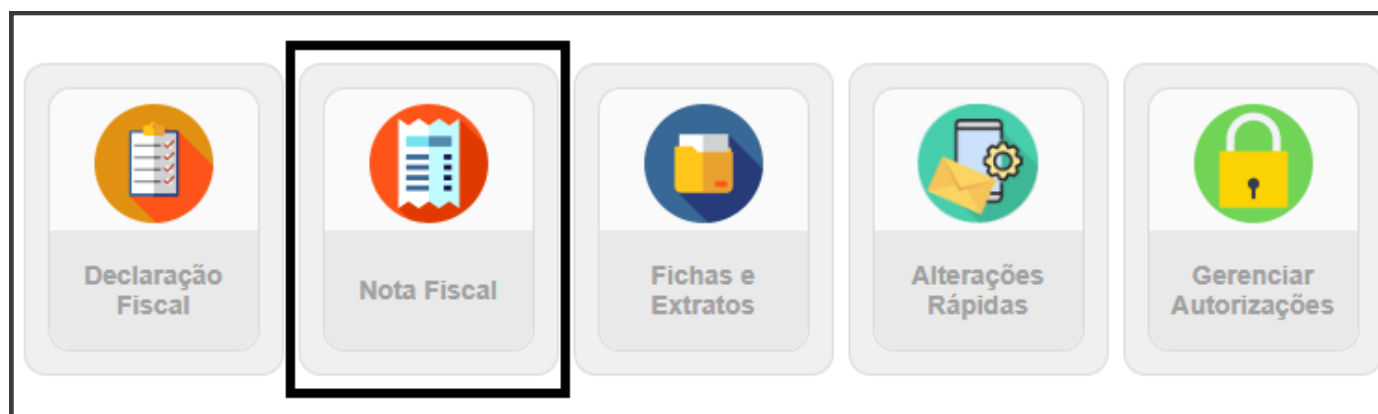 Declaração
Fiscal
Nota Fiscal
Fichas e
Extratos
Alterações
Rápidas
Gerenciar
Autorizações